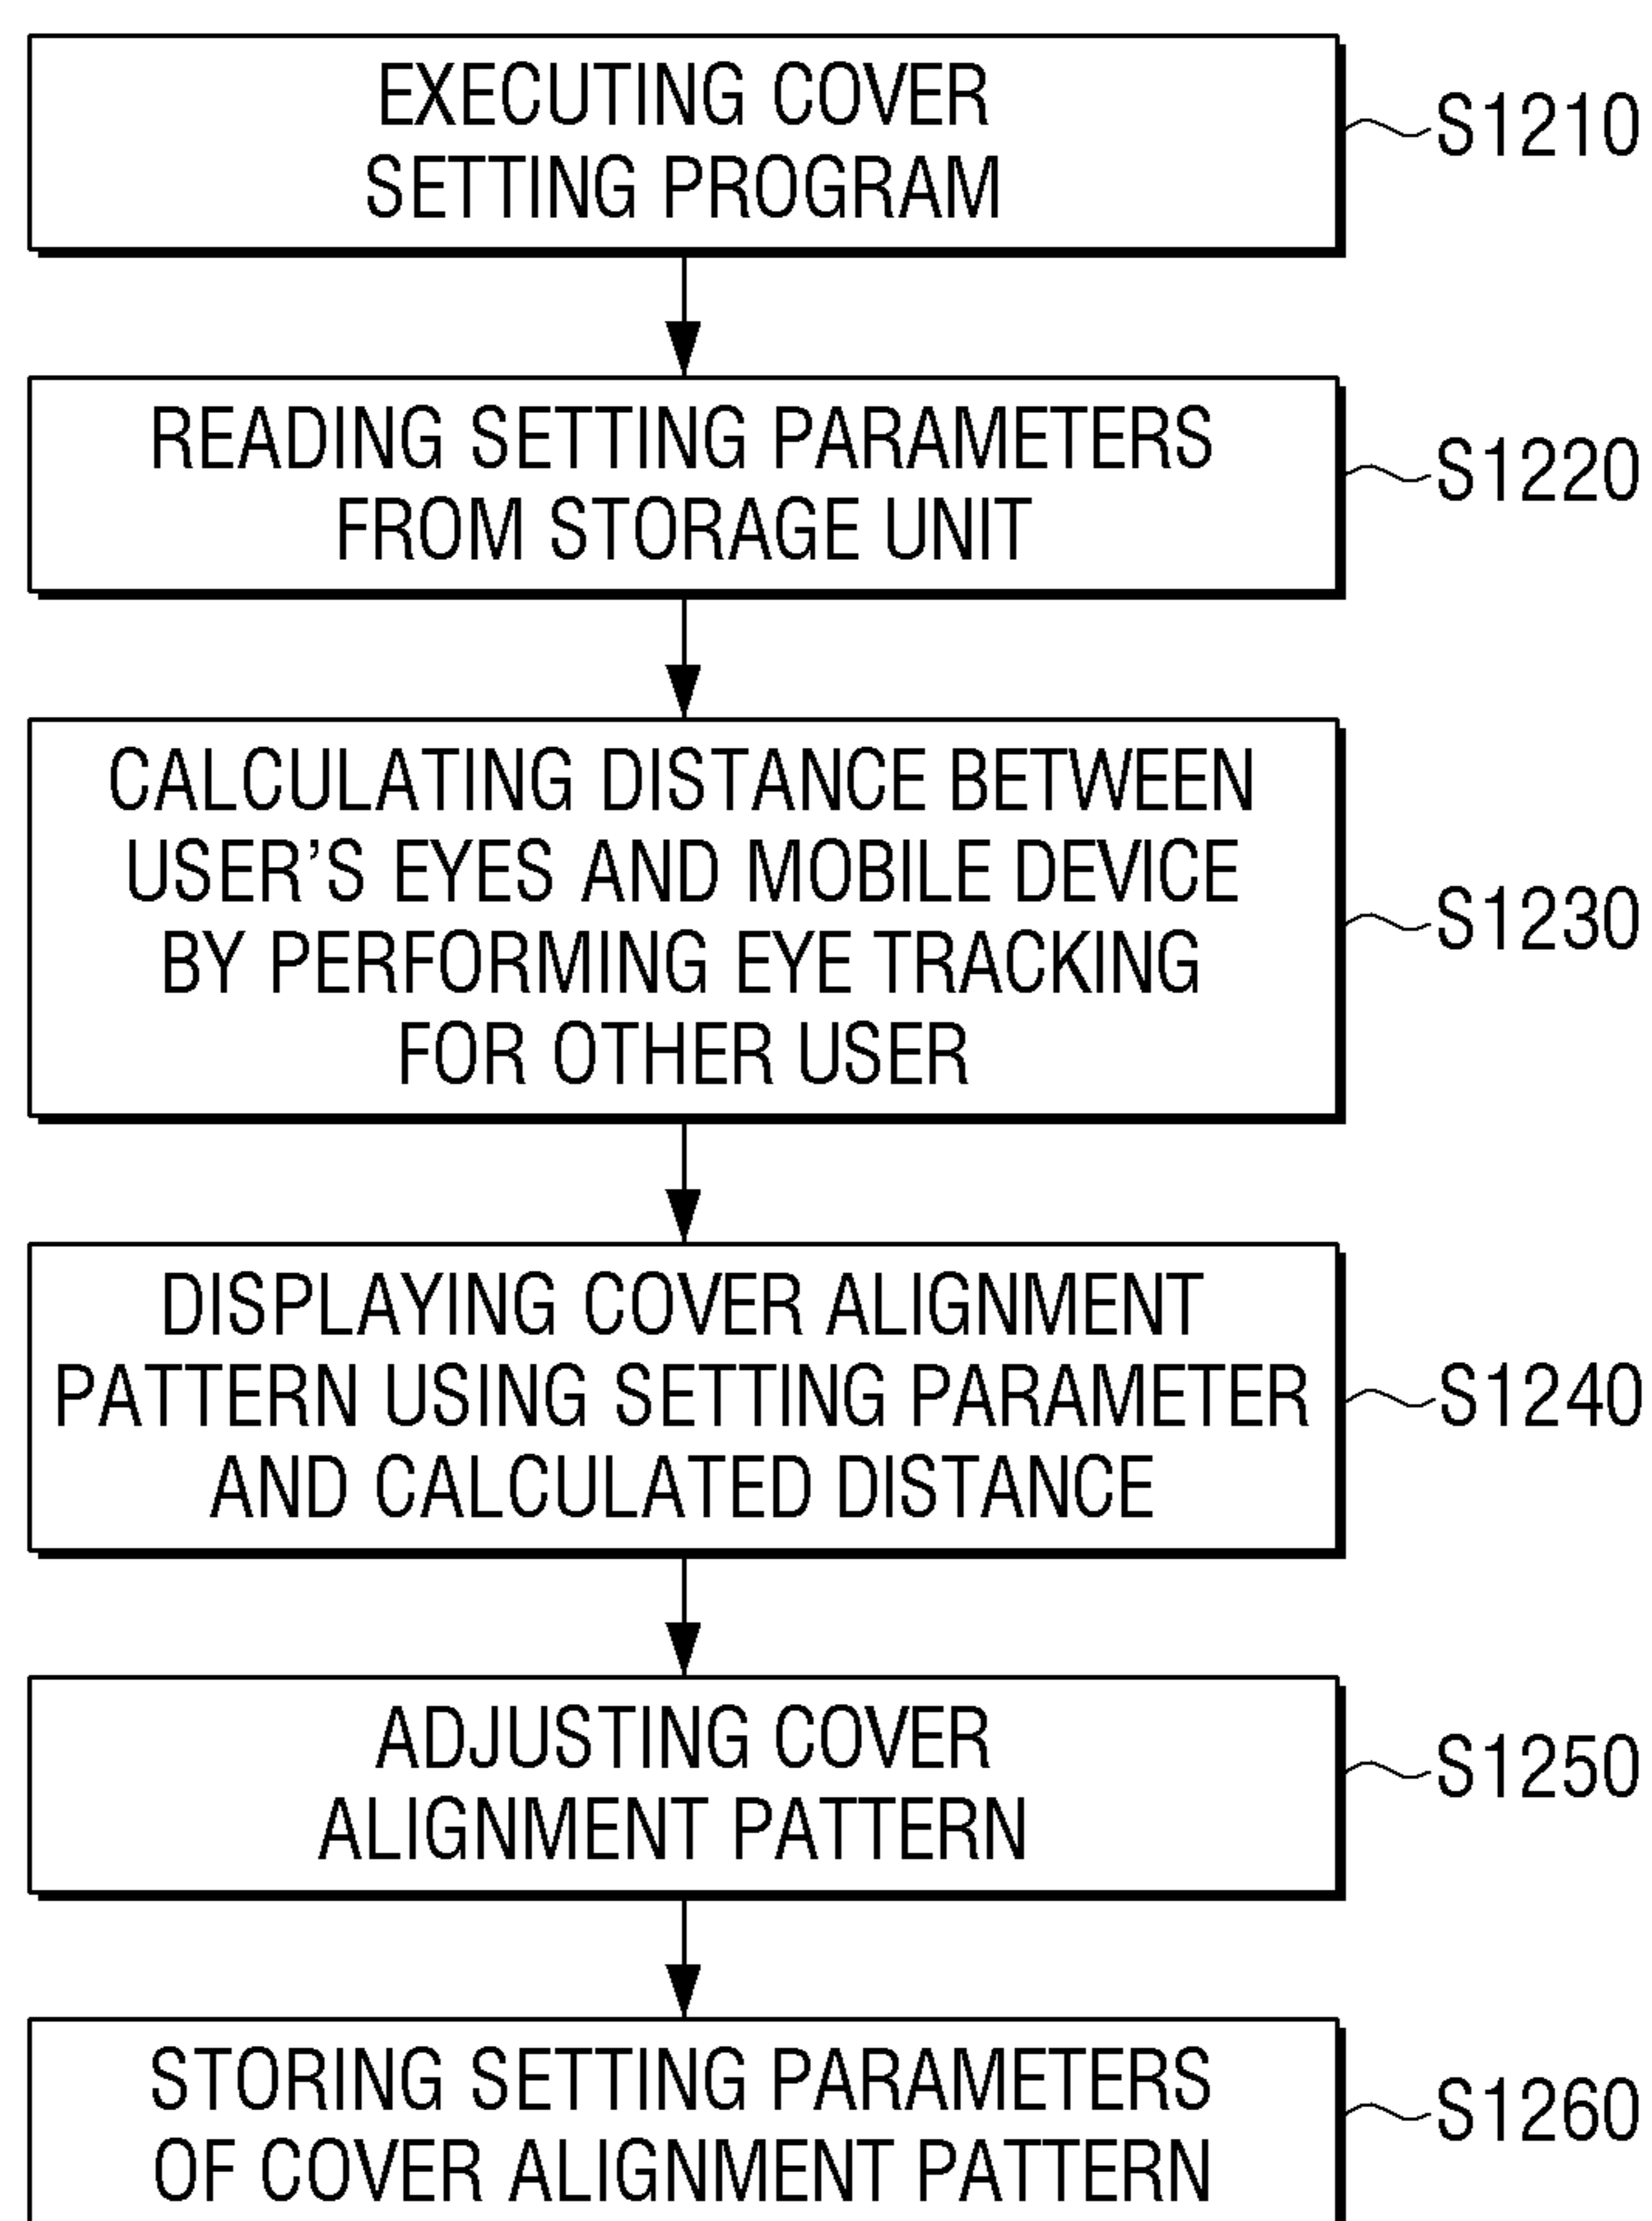 EXECUTING COVER
SETTING PROGRAM
S1210
READING SETTING PARAMETERS
FROM STORAGE UNIT
S1220
CALCULATING DISTANCE BETWEEN
USER’S EYES AND MOBILE DEVICE
BY PERFORMING EYE TRACKING
FOR OTHER USER
S1230
DISPLAYING COVER ALIGNMENT
PATTERN USING SETTING PARAMETER
AND CALCULATED DISTANCE
S1240
ADJUSTING COVER
ALIGNMENT PATTERN
S1250
STORING SETTING PARAMETERS
OF COVER ALIGNMENT PATTERN
S1260